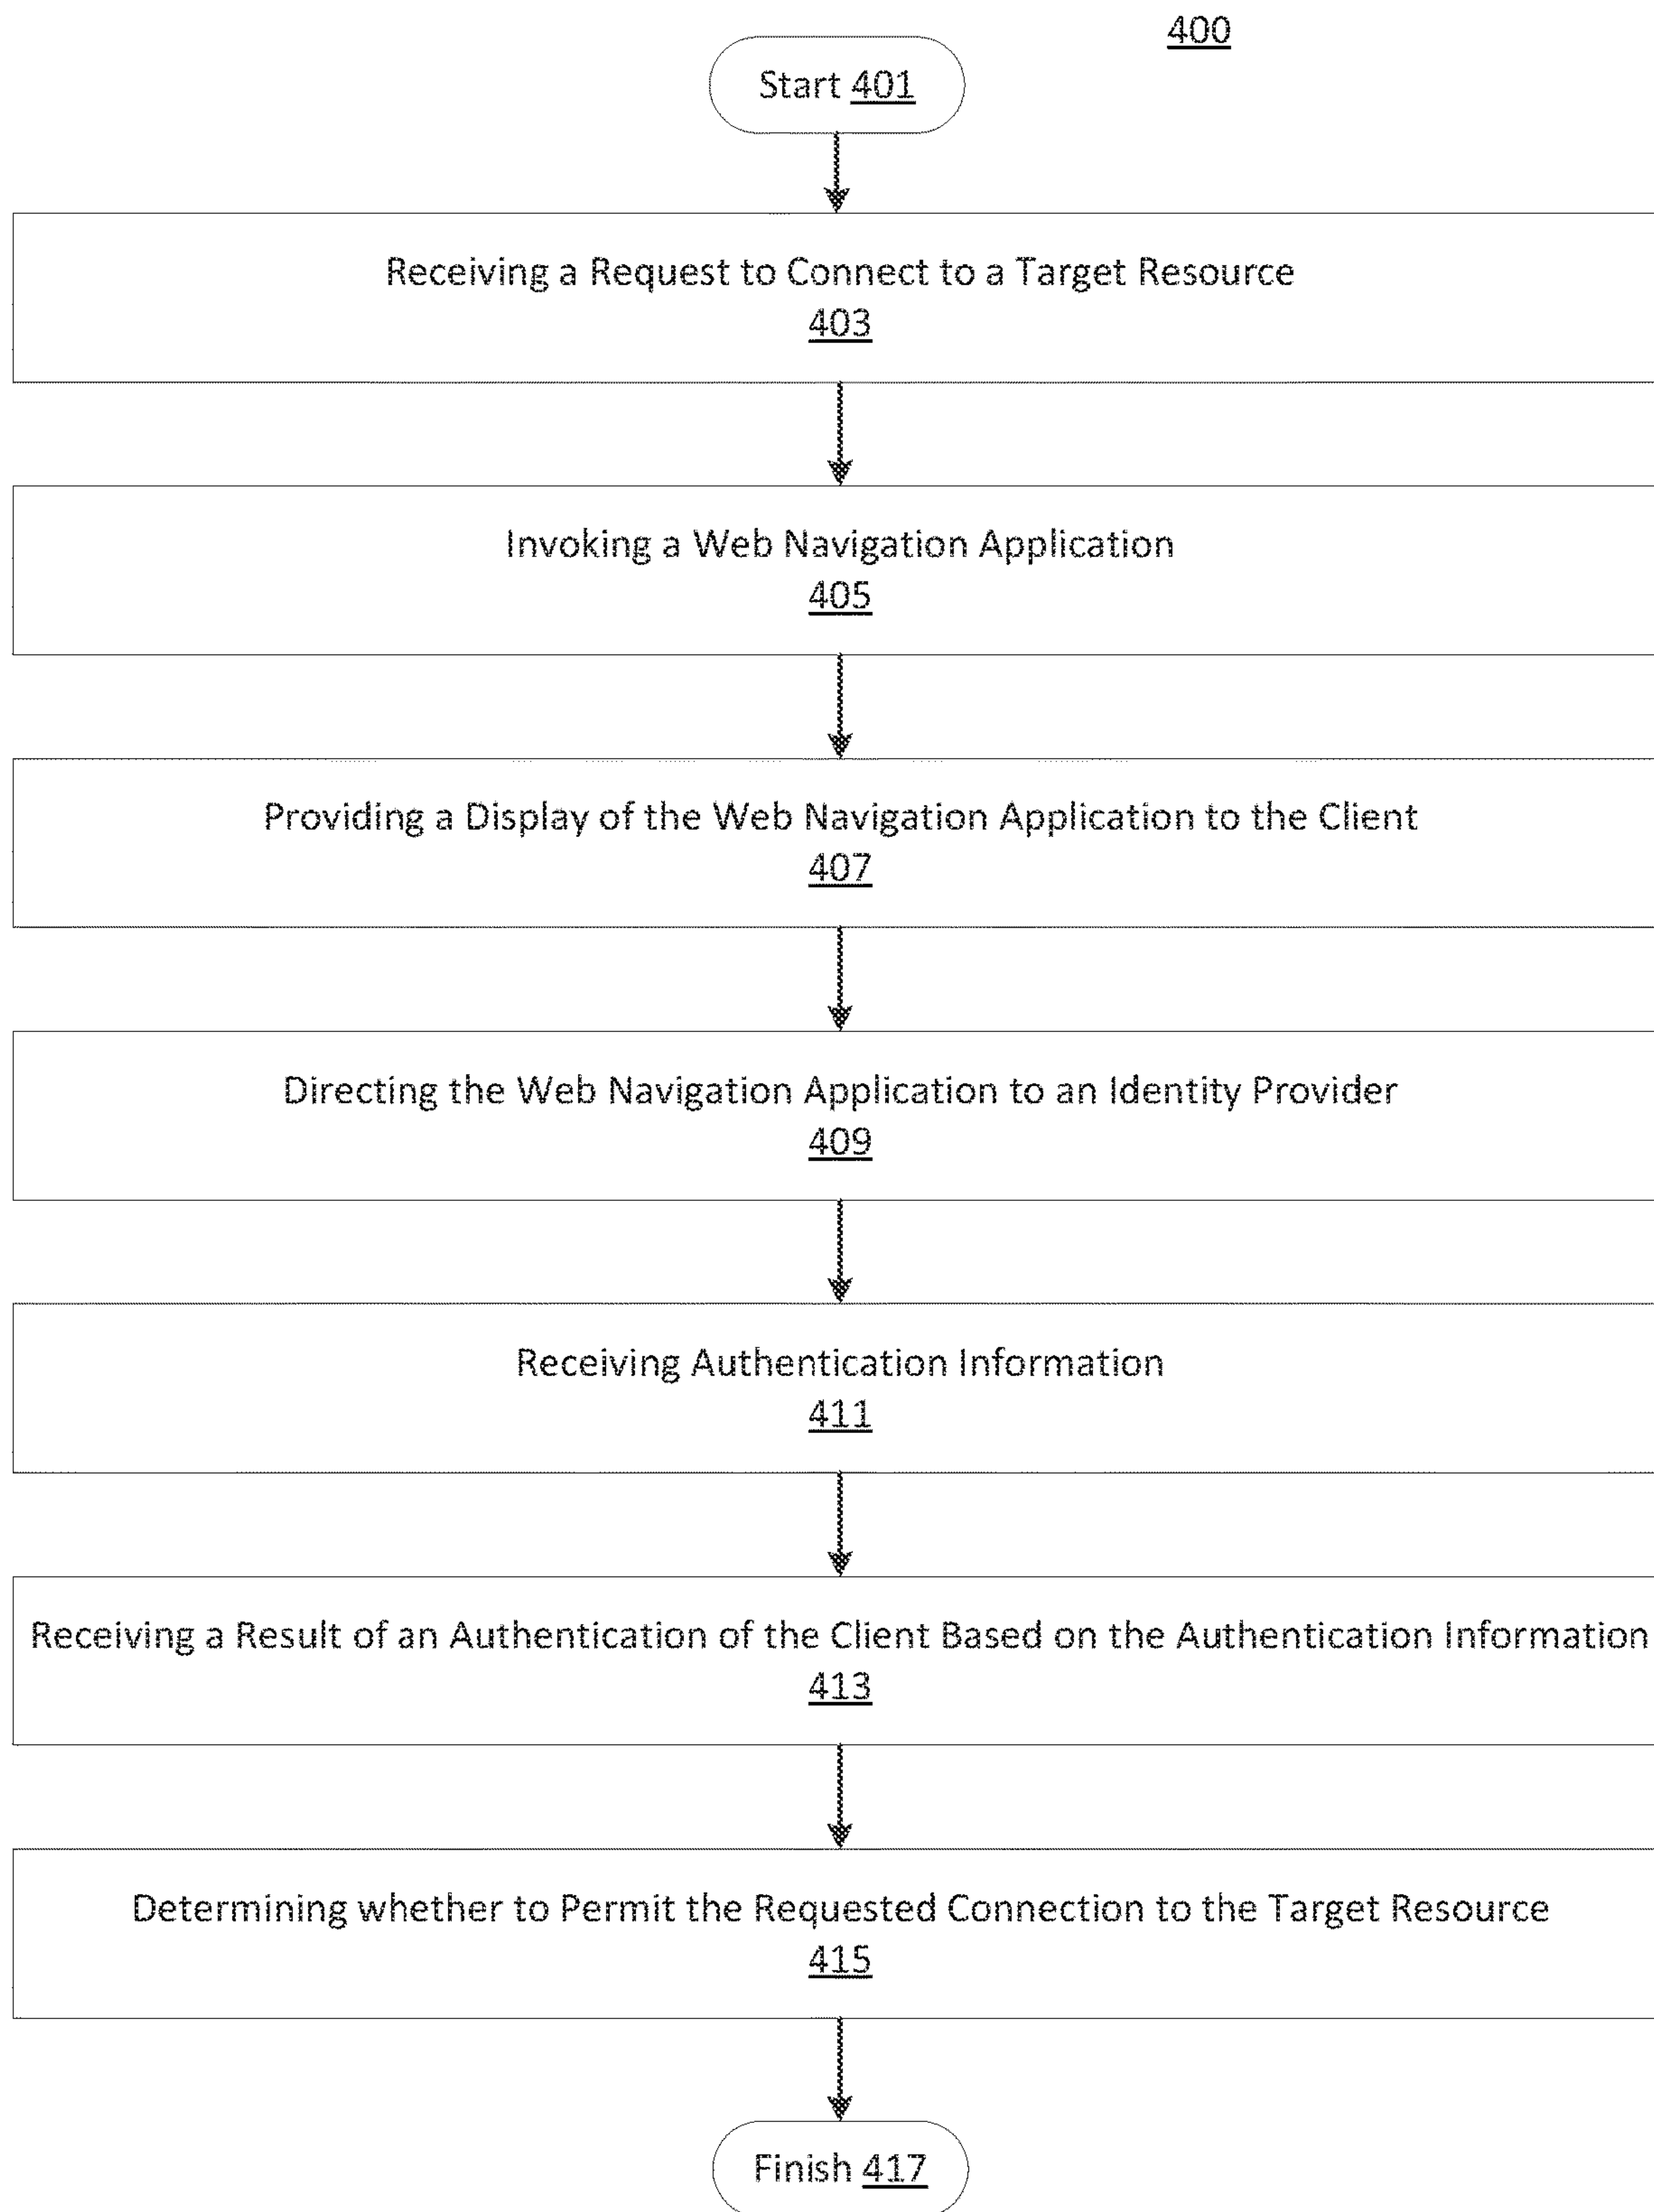 400
Start 401
Receiving a Request to Connect to a Target Resource
403
Invoking a Web Navigation Application
405
Providing a Display of the Web Navigation Application to the Client
407
Directing the Web Navigation Application to an Identity Provider
409
Receiving Authentication Information
411
Receiving a Result of an Authentication of the Client Based on the Authentication Information
413
Determining whether to Permit the Requested Connection to the Target Resource
415
Finish 417